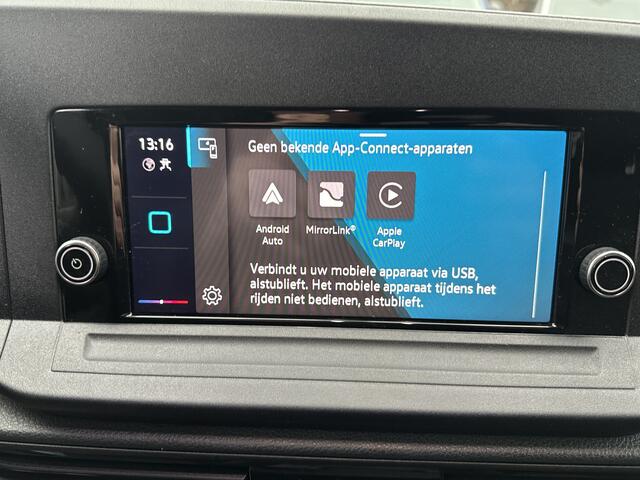 13:16
Geen bekende App-Connect-apparaten
Android
Auto
MirrorLink®
Apple
CarPlay
Verbindt u uw mobiele apparaat via USB,
alstublieft. Het mobiele apparaat tijdens het
rijden niet bedienen, alstublieft.